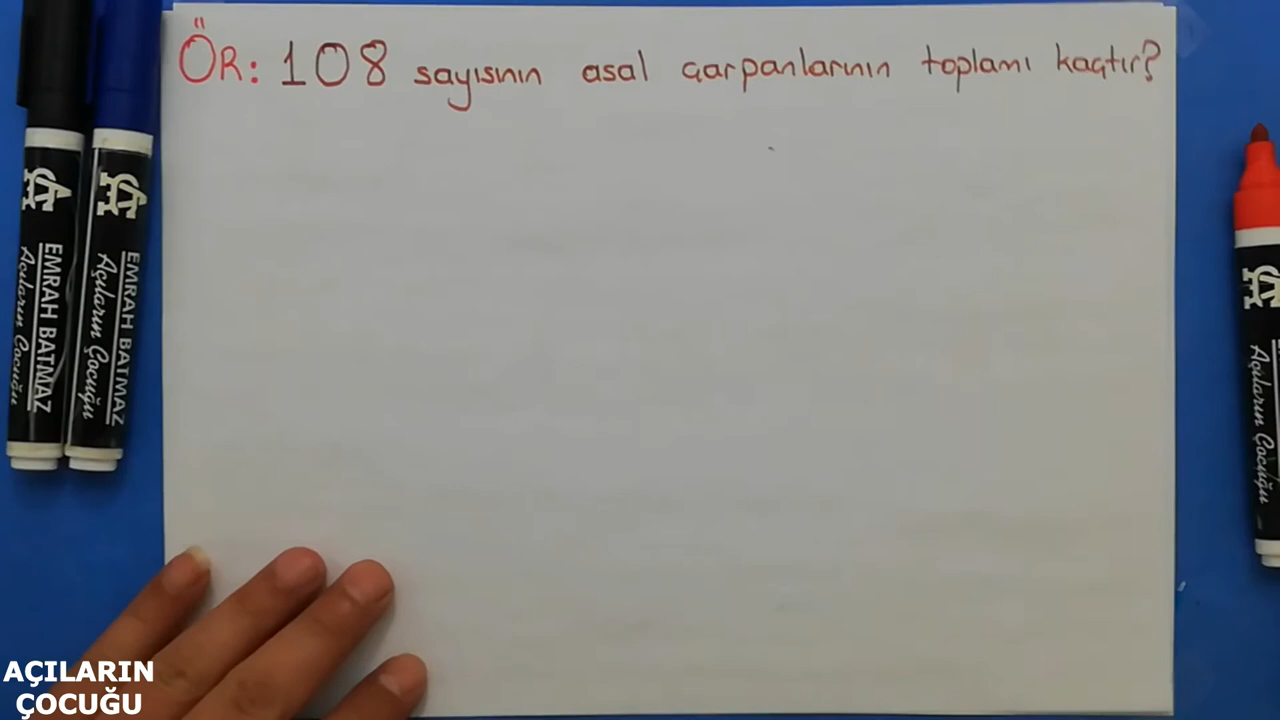 ÖR: 108 sayısının asal çarpanlarının toplamı kaçtır?
EMRAH BATMAZ
Açıların Çocuğu
EMRAH BATMAZ
Açıların Çocuğu
Açıların Çocuğu
AÇILARIN
ÇOCUĞU